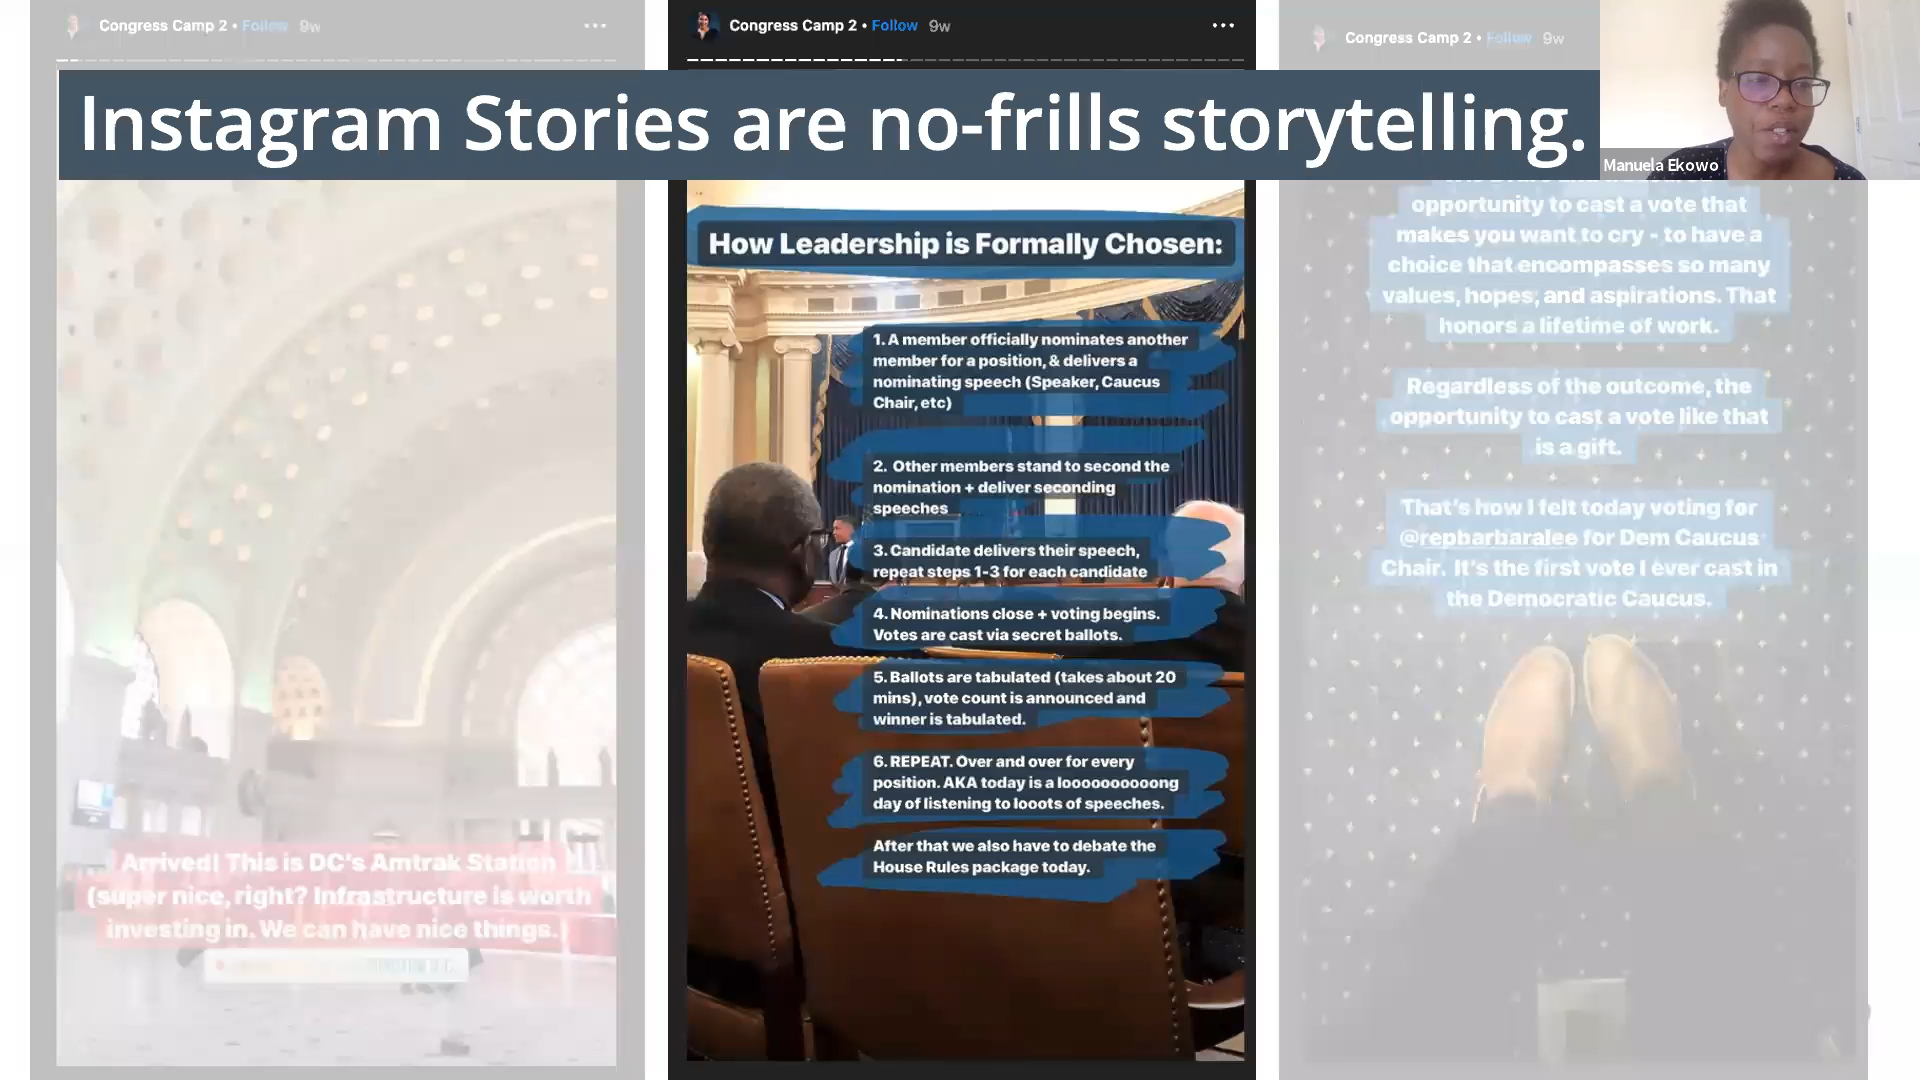 Congress Camp 2 • Follow 9w
Congress Camp 2 • Follow 9w
Congress Camp 2 • Follow 9w
Instagram Stories are no-frills storytelling.
Manuela Ekowo
Arrived! This is DC's Amtrak Station
(super nice, right? Infrastructure is worth
investing in. We can have nice things.)
How Leadership is Formally Chosen:
1. A member officially nominates another
member for a position, & delivers a
nominating speech (Speaker, Caucus
Chair, etc)
2. Other members stand to second the
nomination + deliver seconding
speeches
3. Candidate delivers their speech,
repeat steps 1-3 for each candidate
4. Nominations close + voting begins.
Votes are cast via secret ballots.
5. Ballots are tabulated (takes about 20
mins), vote count is announced and
winner is tabulated.
6. REPEAT. Over and over for every
position. AKA today is a loooooooooong
day of listening to looots of speeches.
After that we also have to debate the
House Rules package today.
opportunity to cast a vote that
makes you want to cry - to have a
choice that encompasses so many
values, hopes, and aspirations. That
honors a lifetime of work.
Regardless of the outcome, the
opportunity to cast a vote like that
is a gift.
That's how I felt today voting for
@repbarbaralee for Dem Caucus
Chair. It's the first vote I ever cast in
the Democratic Caucus.